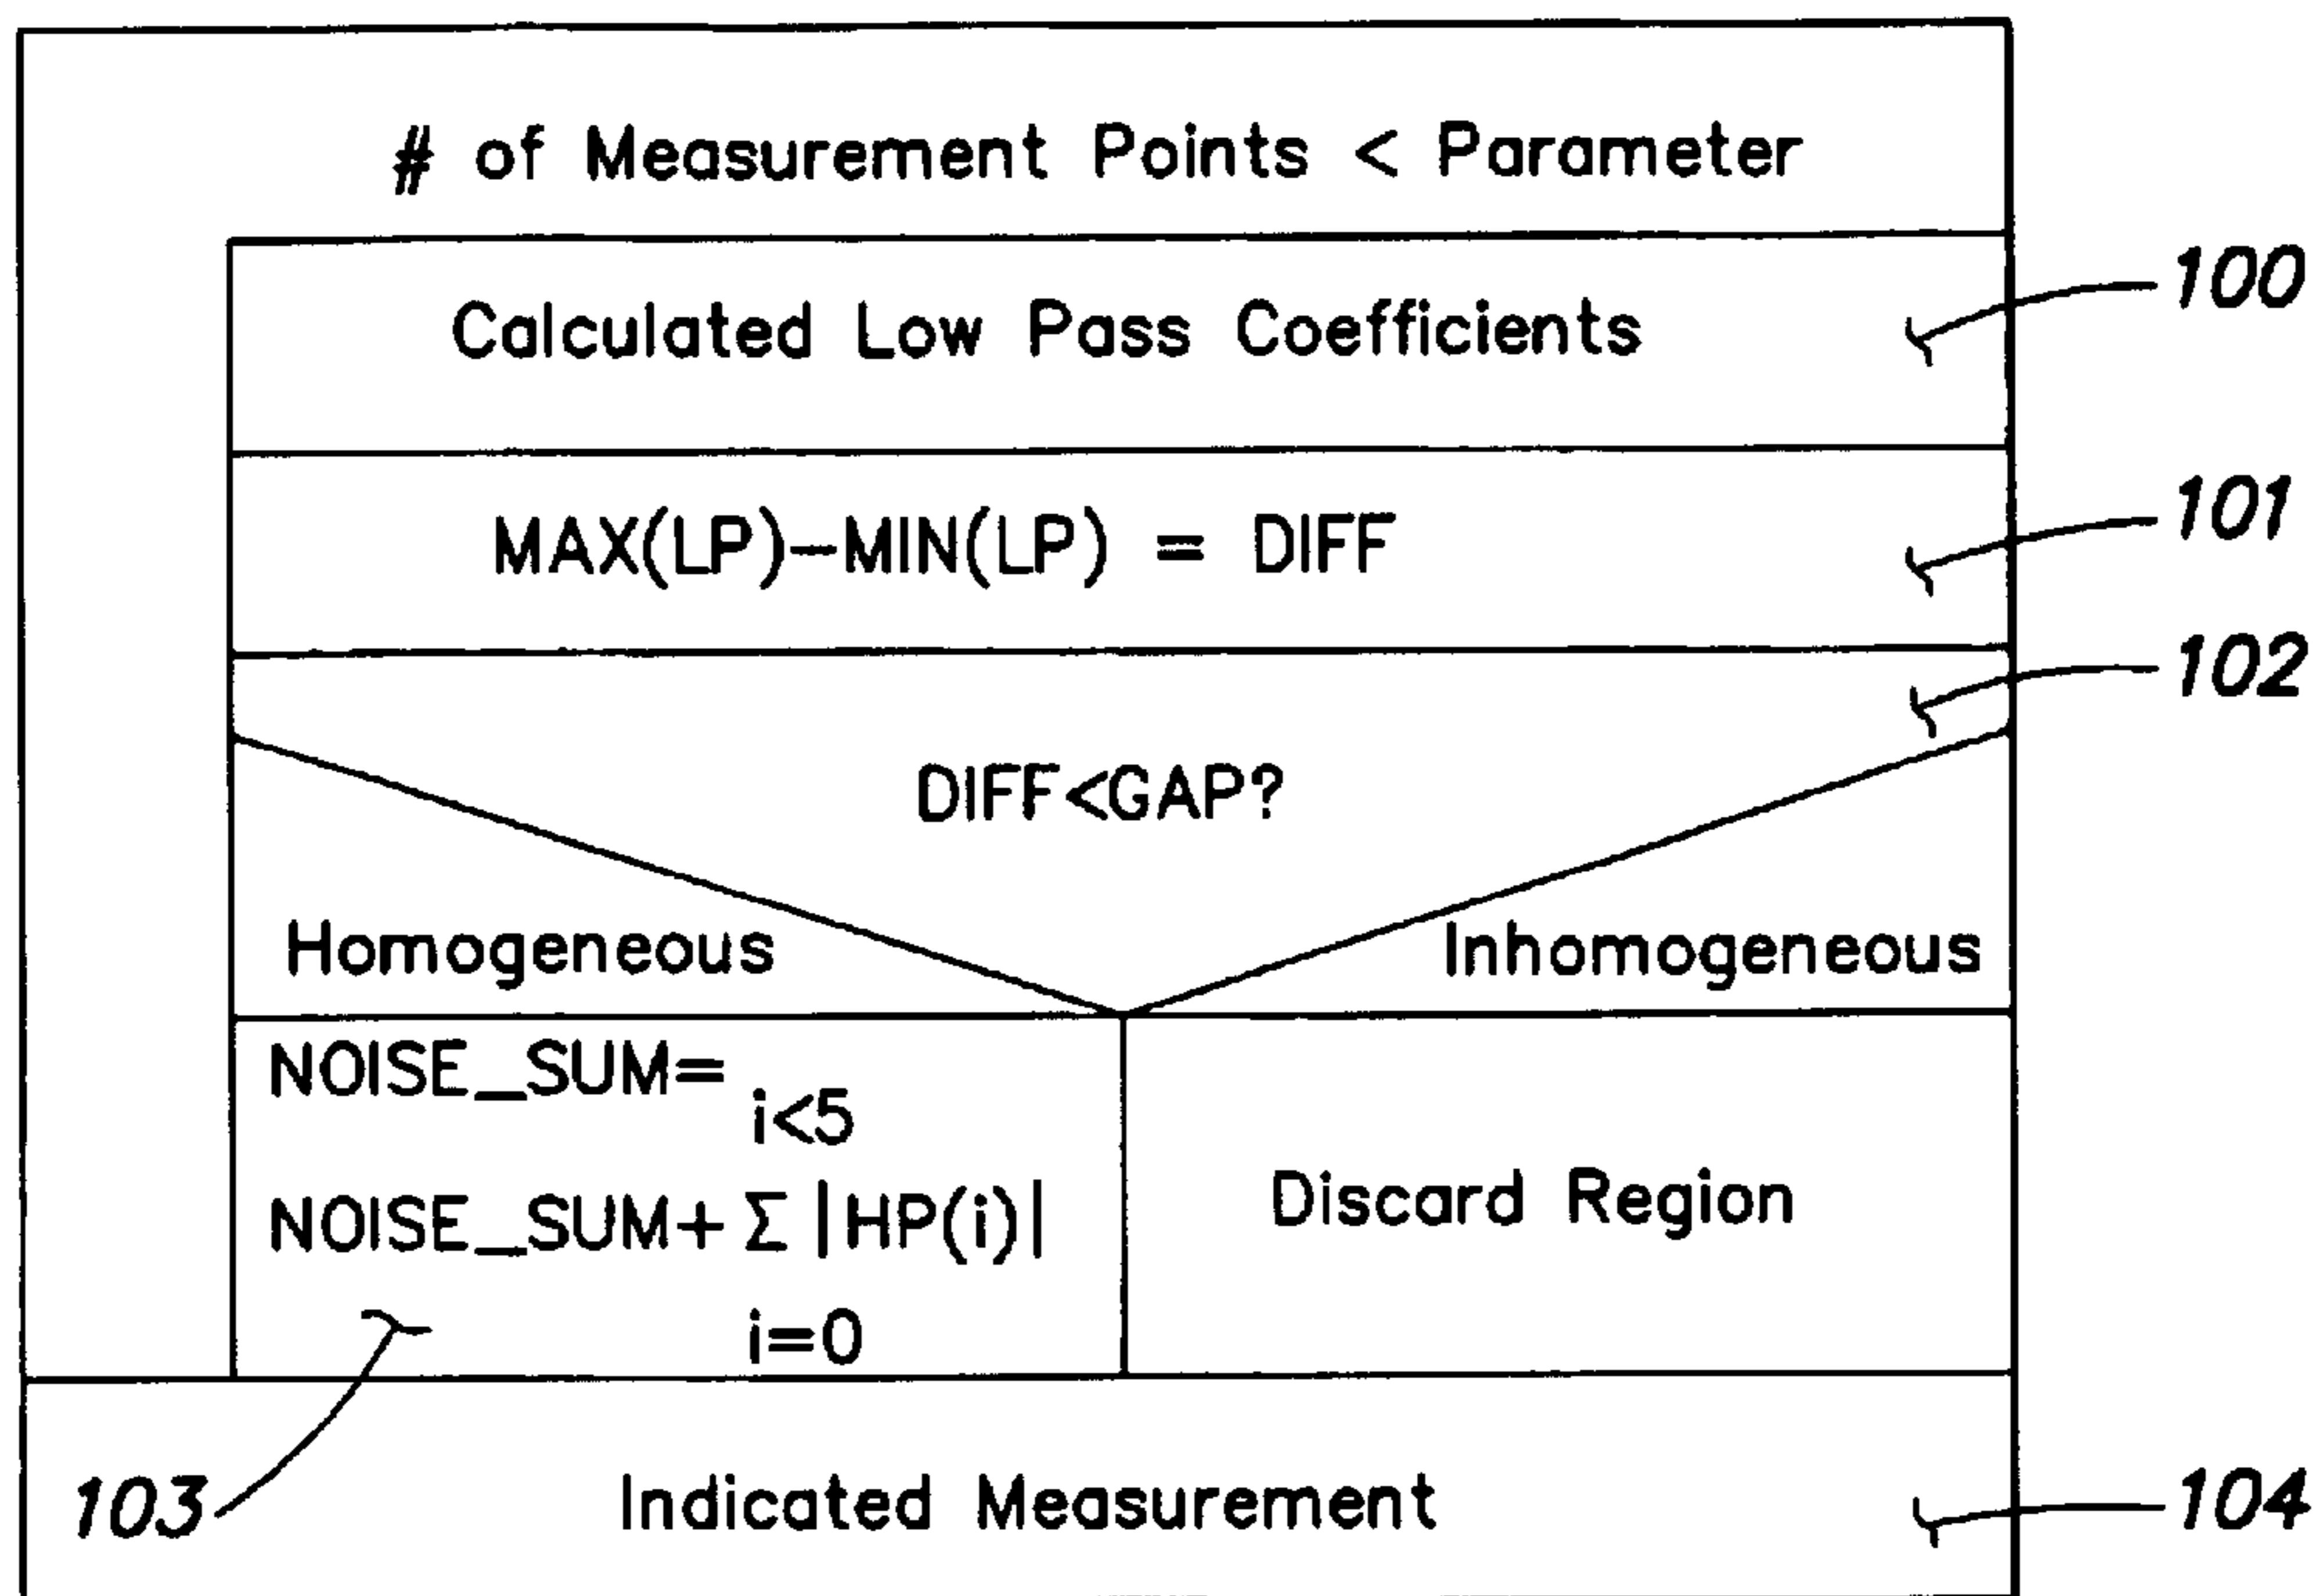 # of Measurement Points < Parameter
Calculated Low Pass Coefficients
100
MAX(LP)-MIN(LP) = DIFF
101
102
DIFF<GAP?
Homogeneous
Inhomogeneous
NOISE_SUM=
i<5
NOISE_SUM+ Σ |HP(i)|
i=0
Discard Region
103
Indicated Measurement
104